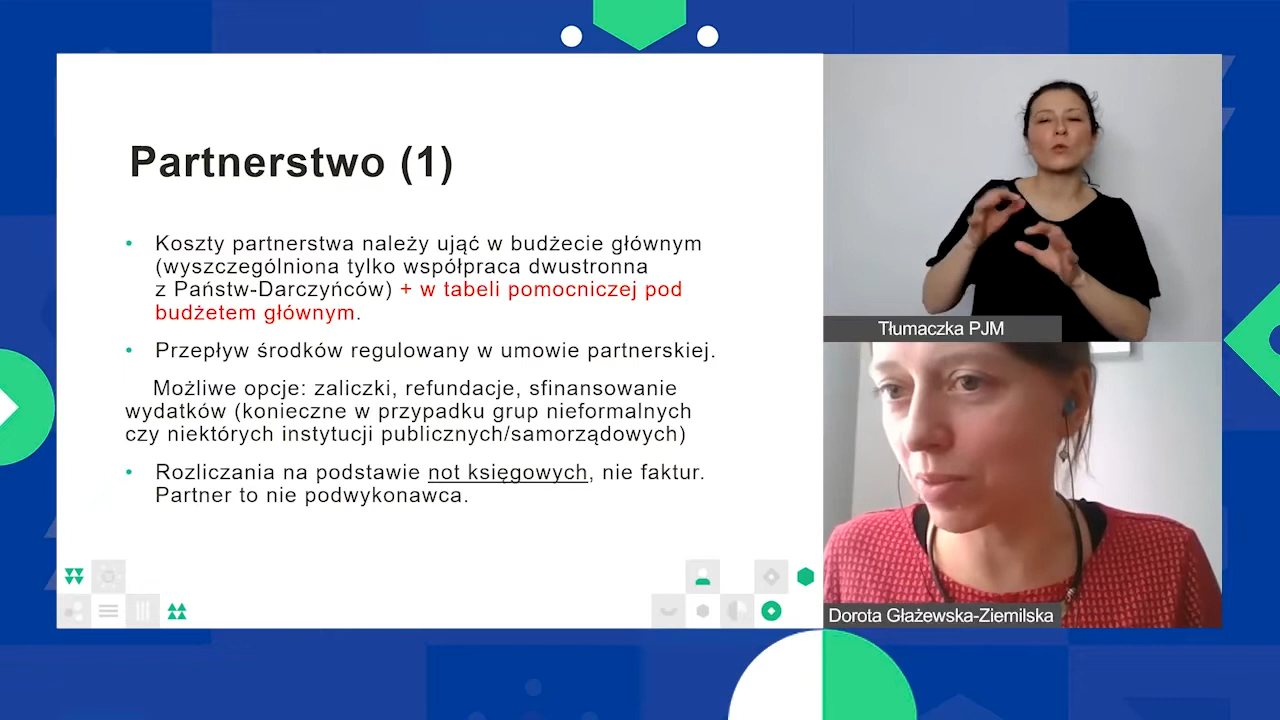 Partnerstwo (1)
• Koszty partnerstwa należy ująć w budżecie głównym
(wyszczególniona tylko współpraca dwustronna
z Państw-Darczyńców) + w tabeli pomocniczej pod
budżetem głównym.
• Przepływ środków regulowany w umowie partnerskiej.
Możliwe opcje: zaliczki, refundacje, sfinansowanie
wydatków (konieczne w przypadku grup nieformalnych
czy niektórych instytucji publicznych/samorządowych)
• Rozliczania na podstawie not księgowych, nie faktur.
Partner to nie podwykonawca.
Tłumaczka PJM
Dorota Głażewska-Ziemilska